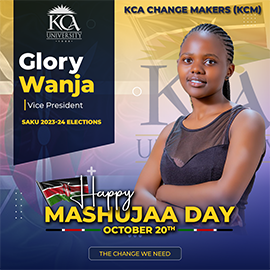 KCA
UNIVERSITY
KCA CHANGE MAKERS (KCM)
Glory
Wanja
Vice President
SAKU 2023-24 ELECTIONS
KCA
Happy
MASHUJAA DAY
OCTOBER 20TH
THE CHANGE WE NEED